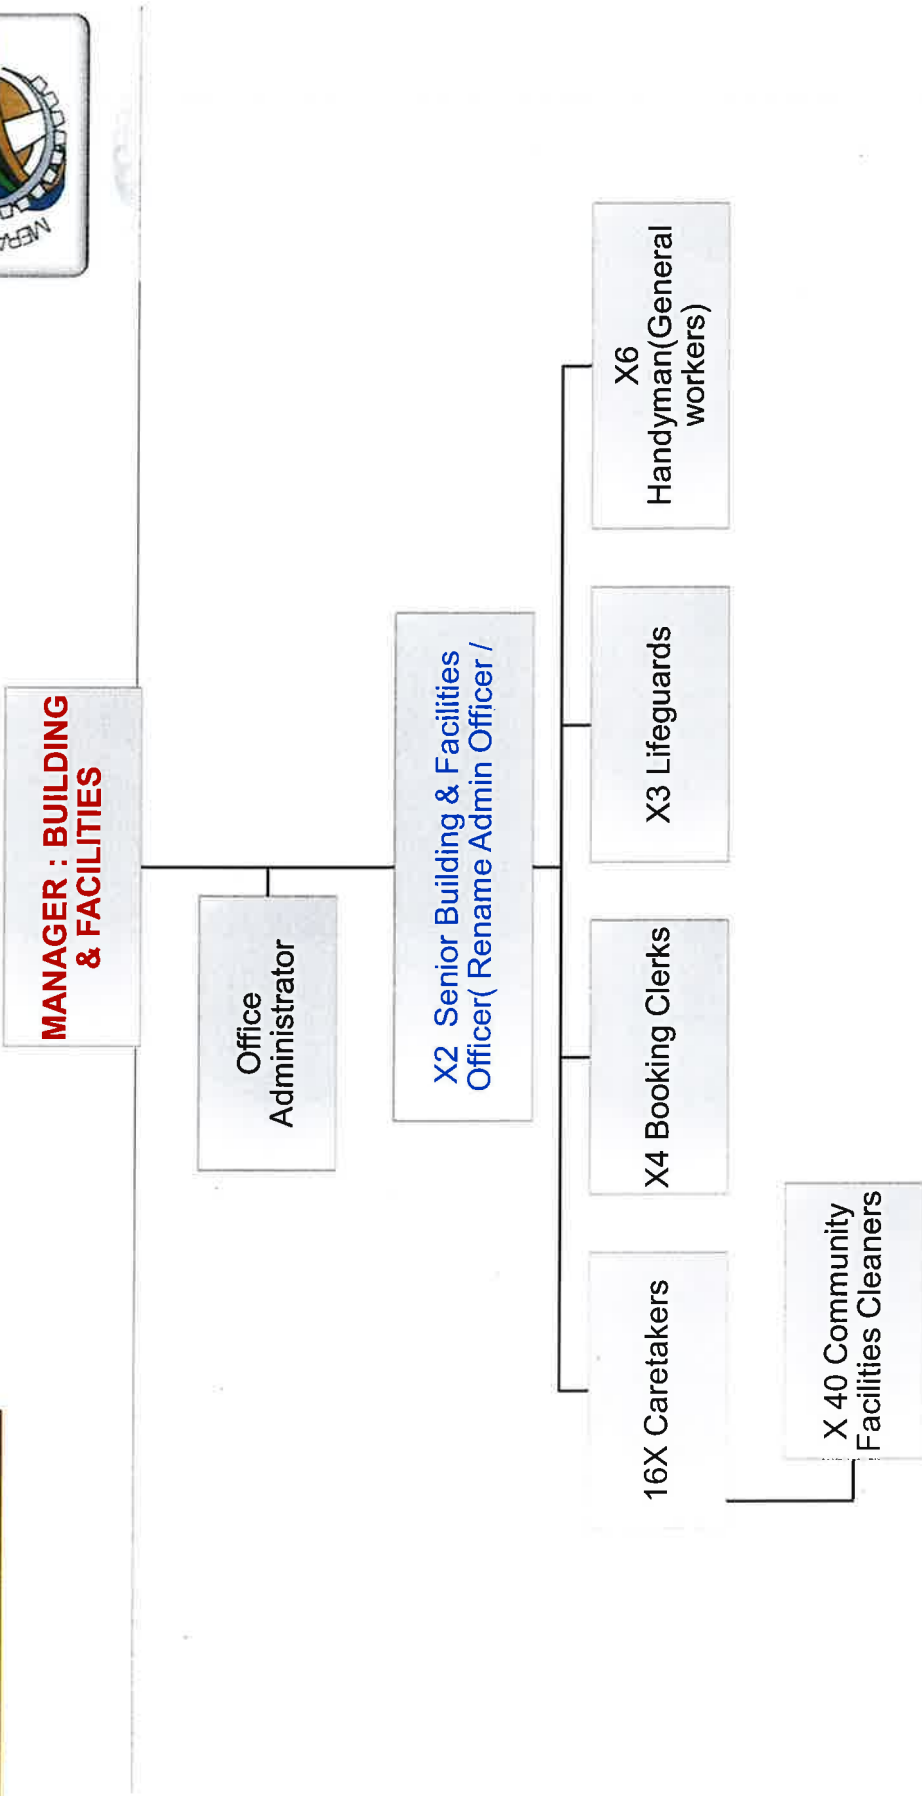 MANAGER : BUILDING
& FACILITIES
Office
Administrator
X2 Senior Building & Facilities
Officer( Rename Admin Officer /
16X Caretakers
X4 Booking Clerks
X3 Lifeguards
X6
Handyman(General
workers)
X 40 Community
Facilities Cleaners